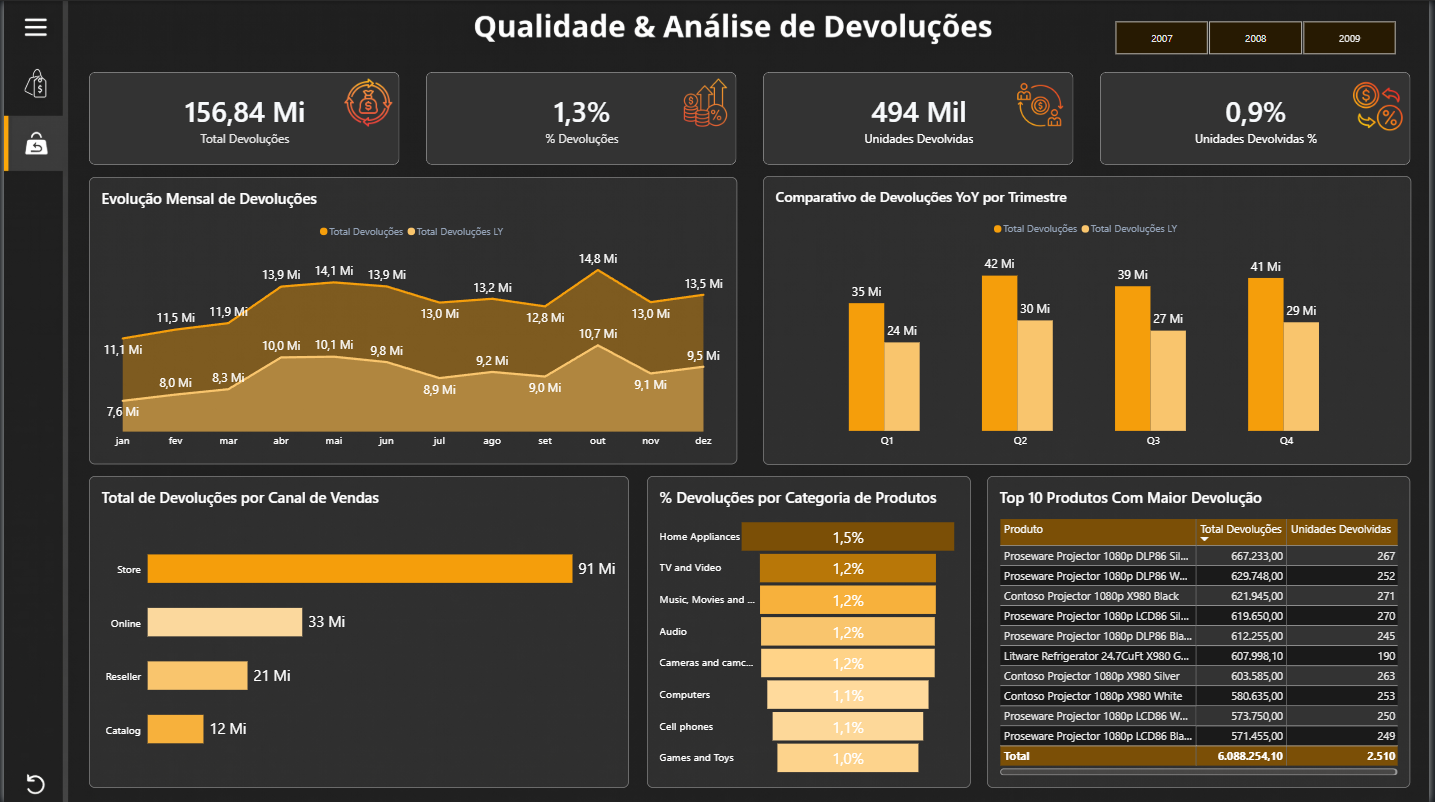 Qualidade & Análise de Devoluções
2007 2008 2009
156,84 Mi
Total Devoluções
1,3%
% Devoluções
494 Mil
Unidades Devolvidas
0,9%
Unidades Devolvidas %
Evolução Mensal de Devoluções
Total Devoluções Total Devoluções LY
11,1 Mi 11,5 Mi 11,9 Mi 13,9 Mi 14,1 Mi 13,9 Mi 13,0 Mi 13,2 Mi 12,8 Mi 14,8 Mi 13,0 Mi 13,5 Mi
7,6 Mi 8,0 Mi 8,3 Mi 10,0 Mi 10,1 Mi 9,8 Mi 8,9 Mi 9,2 Mi 9,0 Mi 10,7 Mi 9,1 Mi 9,5 Mi
jan fev mar abr mai jun jul ago set out nov dez
Comparativo de Devoluções YoY por Trimestre
Total Devoluções Total Devoluções LY
35 Mi 24 Mi 42 Mi 30 Mi 39 Mi 27 Mi 41 Mi 29 Mi
Q1 Q2 Q3 Q4
Total de Devoluções por Canal de Vendas
Store 91 Mi
Online 33 Mi
Reseller 21 Mi
Catalog 12 Mi
% Devoluções por Categoria de Produtos
Home Appliances 1,5%
TV and Video 1,2%
Music, Movies and ... 1,2%
Audio 1,2%
Cameras and camc... 1,2%
Computers 1,1%
Cell phones 1,1%
Games and Toys 1,0%
Top 10 Produtos Com Maior Devolução
Produto Total Devoluções Unidades Devolvidas
Proseware Projector 1080p DLP86 Sil... 667.233,00 267
Proseware Projector 1080p DLP86 W... 629.748,00 252
Contoso Projector 1080p X980 Black 621.945,00 271
Proseware Projector 1080p LCD86 Sil... 619.650,00 270
Proseware Projector 1080p DLP86 Bla... 612.255,00 245
Litware Refrigerator 24.7CuFt X980 G... 607.998,10 190
Contoso Projector 1080p X980 Silver 603.585,00 263
Contoso Projector 1080p X980 White 580.635,00 253
Proseware Projector 1080p LCD86 W... 573.750,00 250
Proseware Projector 1080p LCD86 Bla... 571.455,00 249
Total 6.088.254,10 2.510